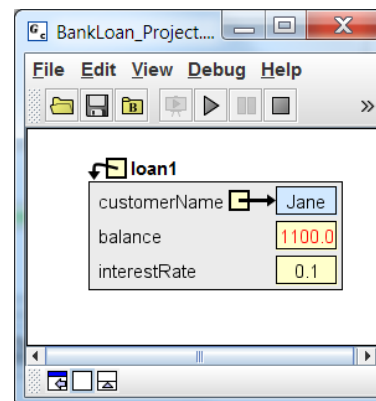 BankLoan_Project....
File Edit View Debug Help
B
»
loan1
customerName Jane
balance 1100.0
interestRate 0.1